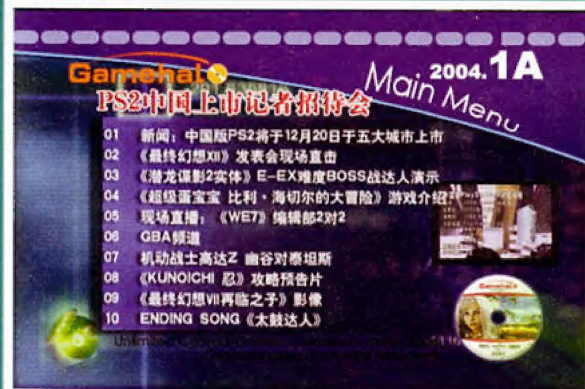 Gamehalo
2004.1A
Main Menu
PS2中国上市记者招待会
01 新闻：中国版PS2将于12月20日于五大城市上市
02 《最终幻想XII》发表会现场直击
03 《潜龙谍影2实体》E-EX难度BOSS战达人演示
04 《超级蛋宝宝 比利·海切尔的大冒险》游戏介绍
05 现场直播：《WE7》编辑部2对2
06 GBA频道
07 机动战士高达Z 幽谷对泰坦斯
08 《KUNOICHI 忍》攻略预告片
09 《最终幻想VII再临之子》影像
10 ENDING SONG《太鼓达人》
Gamehalo